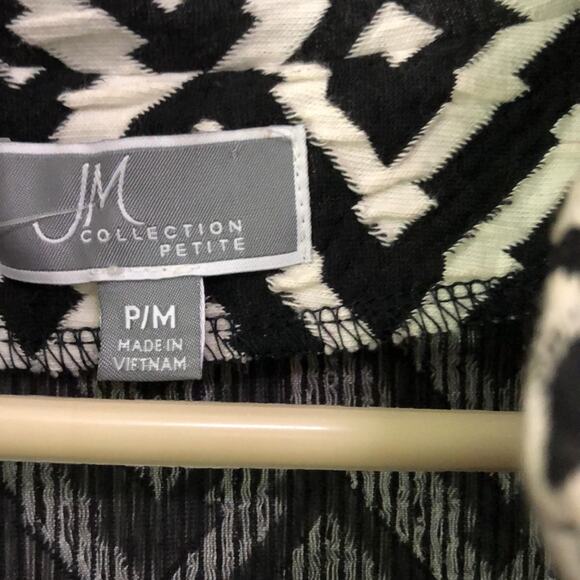 JM
COLLECTION
PETITE
P/M
MADE IN
VIETNAM